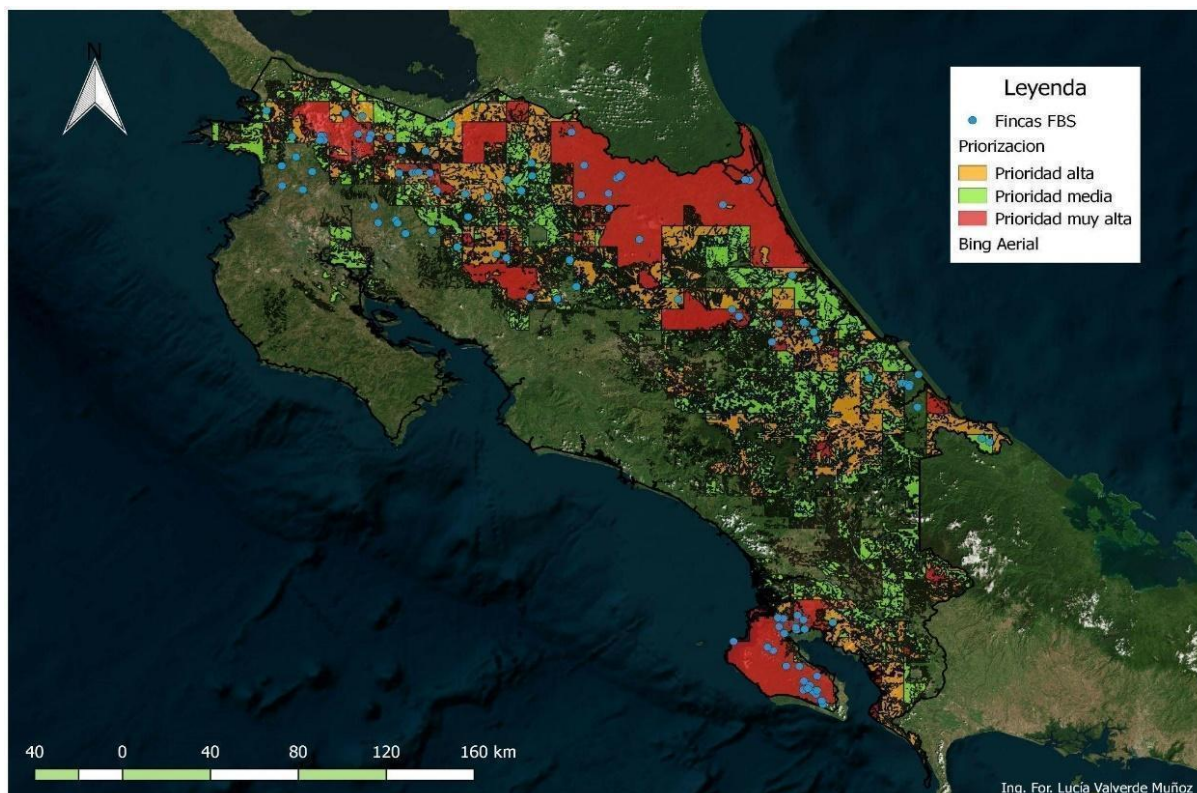 N
Leyenda
Fincas FBS
Priorizacion
Prioridad alta
Prioridad media
Prioridad muy alta
Bing Aerial
40 0 40 80 120 160 km
Ing. For. Lucía Valverde Muñoz